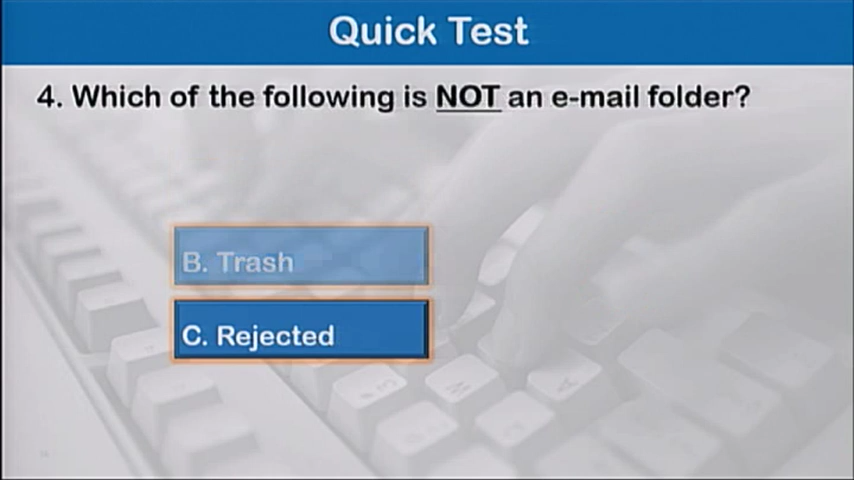 Quick Test
4. Which of the following is NOT an e-mail folder?
B. Trash
C. Rejected